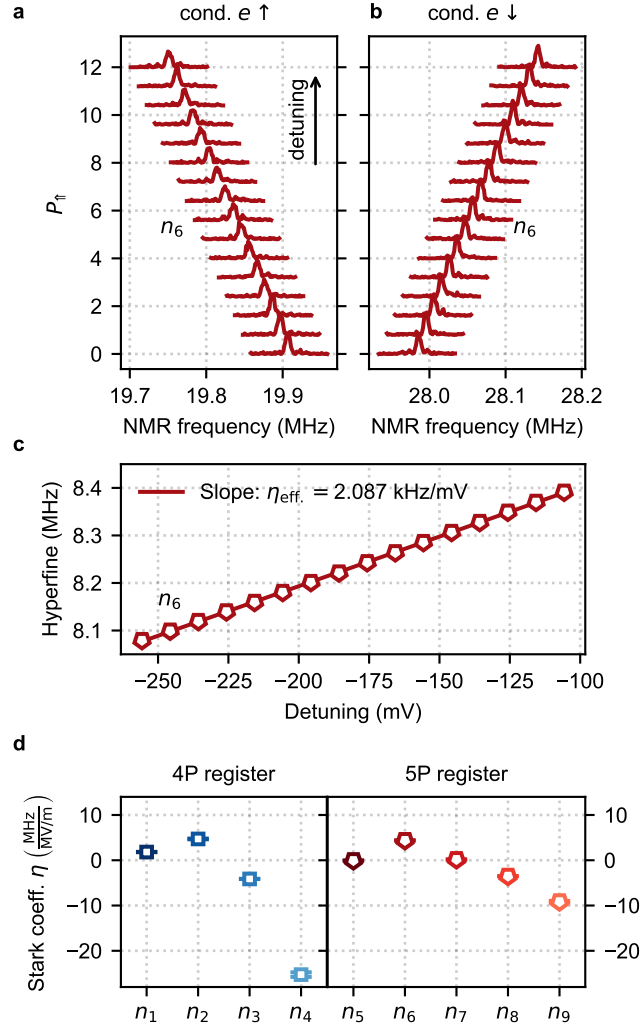 a cond. e ↑
b cond. e ↓
12
10
8
6
4
2
0
P⇑
detuning
n6
n6
19.7 19.8 19.9
28.0 28.1 28.2
NMR frequency (MHz)
NMR frequency (MHz)
c
8.4
8.3
8.2
8.1
Hyperfine (MHz)
Slope: ηeff. = 2.087 kHz/mV
n6
−250 −225 −200 −175 −150 −125 −100
Detuning (mV)
d
4P register
5P register
10
0
−10
−20
Stark coeff. η (MHz / MV/m)
10
0
−10
−20
n1 n2 n3 n4 n5 n6 n7 n8 n9